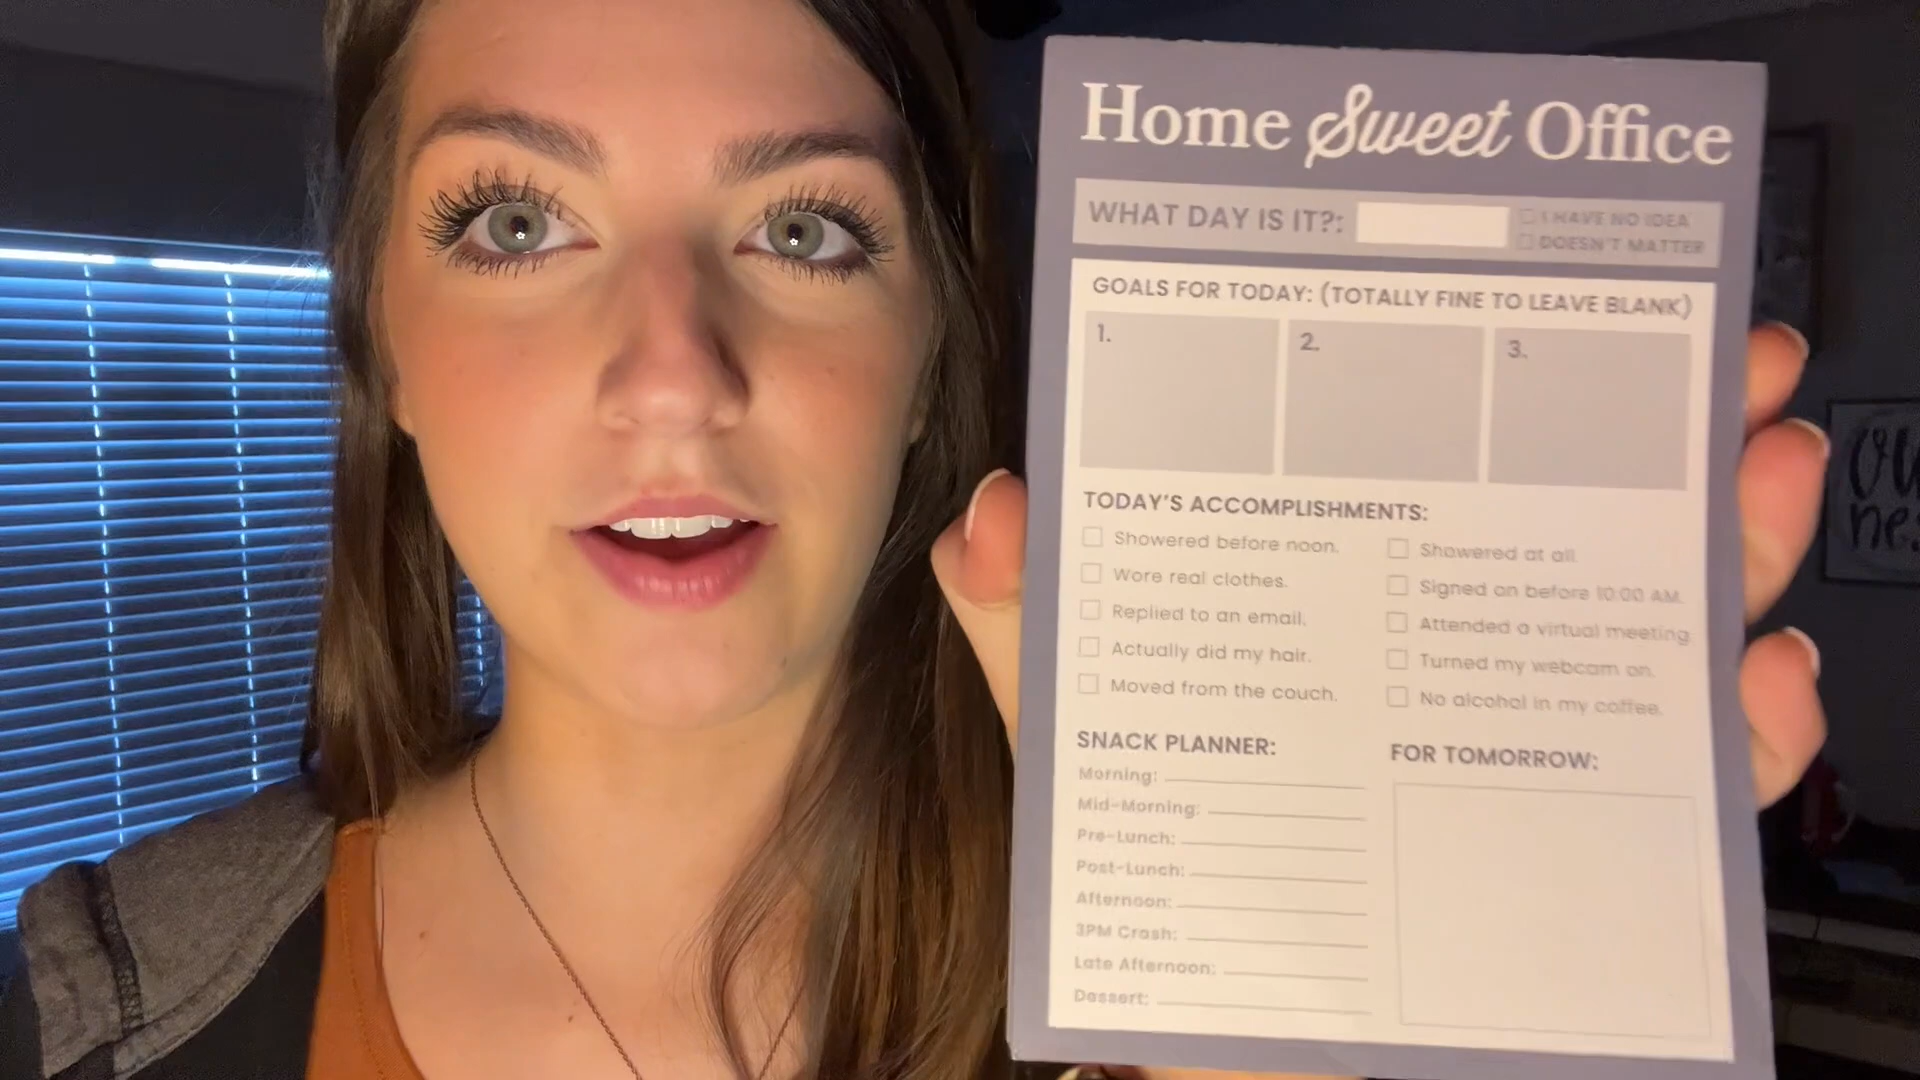 Home Sweet Office
WHAT DAY IS IT?:
I HAVE NO IDEA
DOESN'T MATTER
GOALS FOR TODAY: (TOTALLY FINE TO LEAVE BLANK)
1.
2.
3.
TODAY'S ACCOMPLISHMENTS:
Showered before noon.
Wore real clothes.
Replied to an email.
Actually did my hair.
Moved from the couch.
Showered at all.
Signed on before 10:00 AM.
Attended a virtual meeting.
Turned my webcam on.
No alcohol in my coffee.
SNACK PLANNER:
Morning:
Mid-Morning:
Pre-Lunch:
Post-Lunch:
Afternoon:
3PM Crash:
Late Afternoon:
Dessert:
FOR TOMORROW: